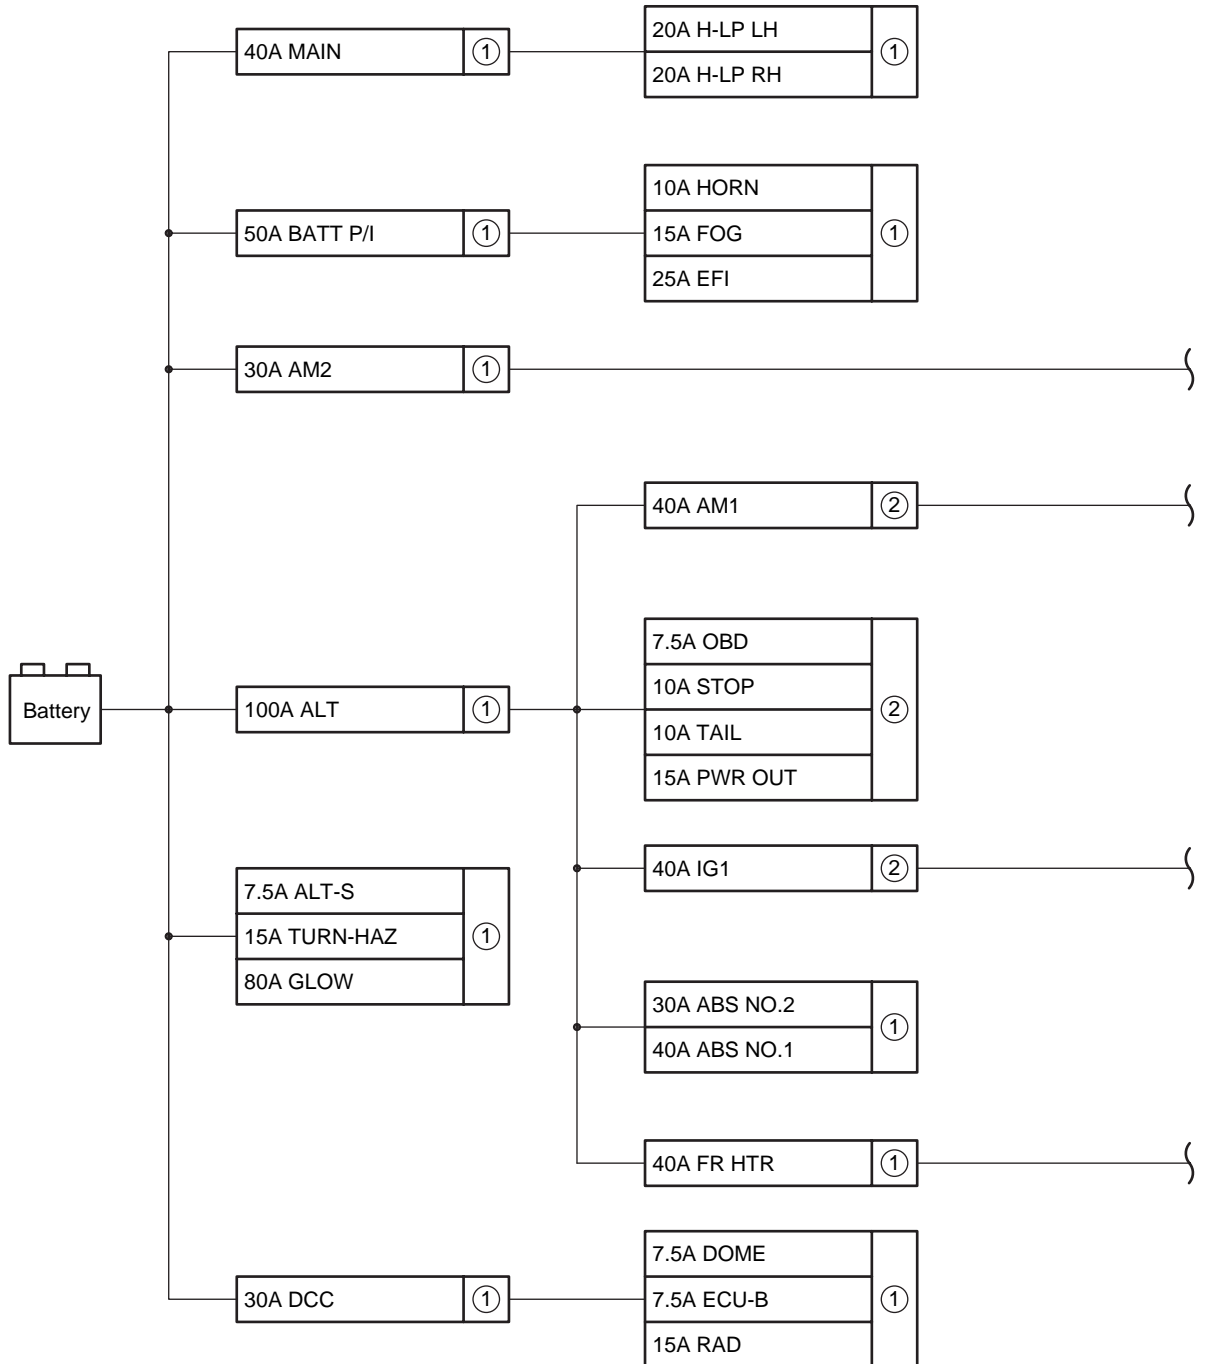 40A MAIN ①
20A H-LP LH
20A H-LP RH
①
50A BATT P/I ①
10A HORN
15A FOG
25A EFI
①
30A AM2 ①
40A AM1 ②
Battery
100A ALT ①
7.5A OBD
10A STOP
10A TAIL
15A PWR OUT
②
7.5A ALT-S
15A TURN-HAZ
80A GLOW
①
40A IG1 ②
30A ABS NO.2
40A ABS NO.1
①
40A FR HTR ①
30A DCC ①
7.5A DOME
7.5A ECU-B
15A RAD
①